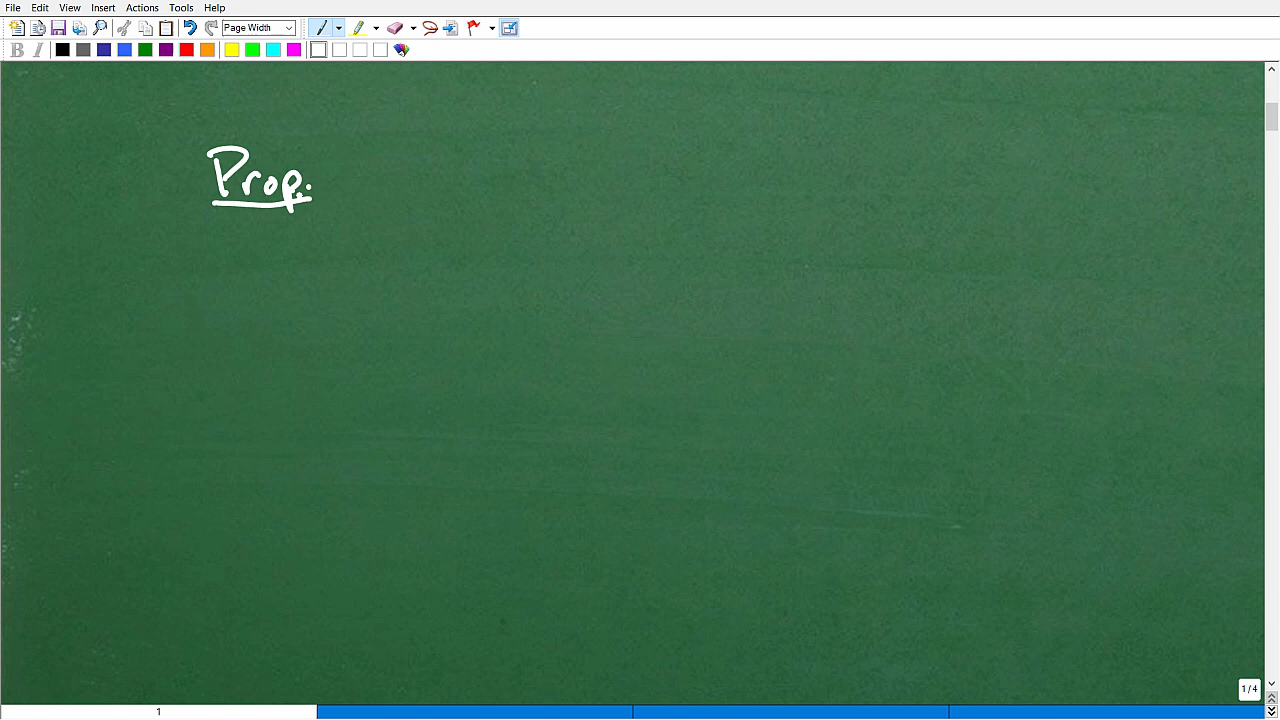 File Edit View Insert Actions Tools Help
Page Width
B I
Prop.
1/4
1